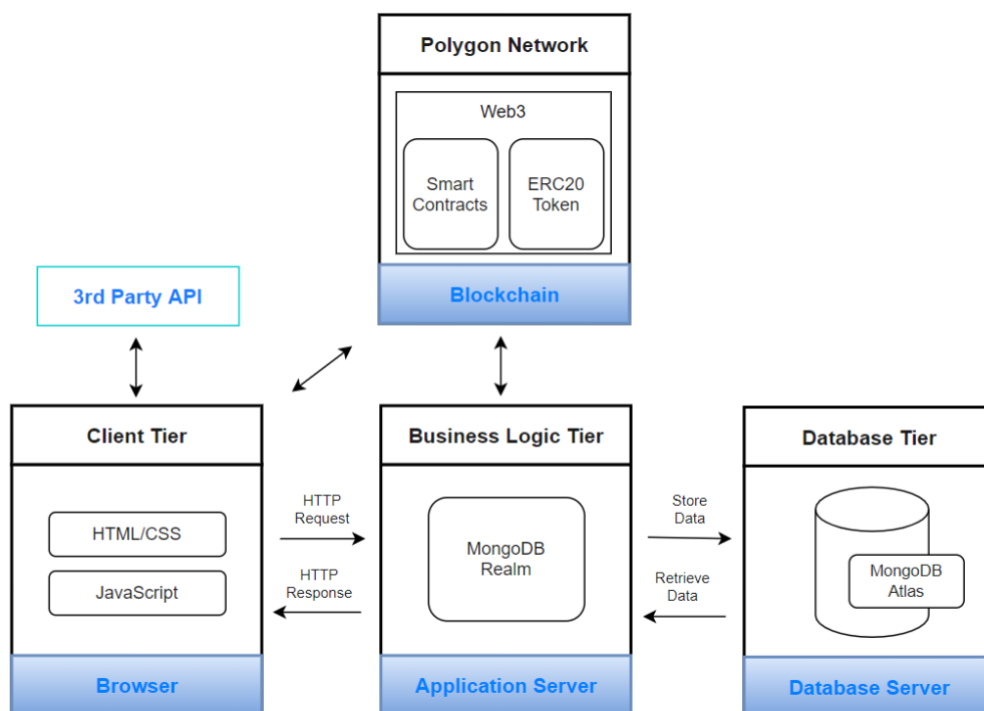 Polygon Network
Web3
Smart
Contracts
ERC20
Token
Blockchain
3rd Party API
Client Tier
HTML/CSS
JavaScript
Browser
HTTP
Request
HTTP
Response
Business Logic Tier
MongoDB
Realm
Application Server
Store
Data
Retrieve
Data
Database Tier
MongoDB
Atlas
Database Server